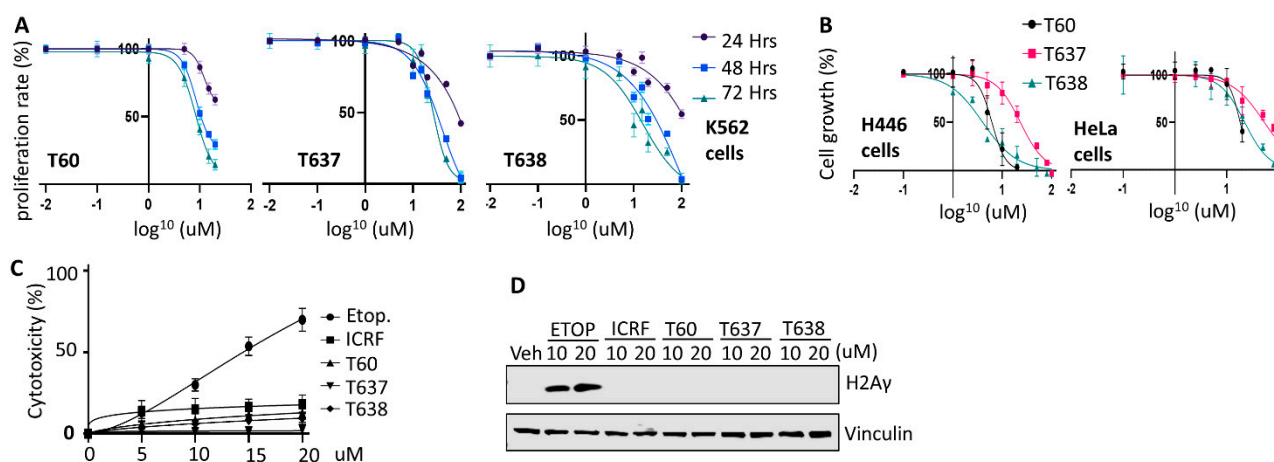 A
proliferation rate (%)
100
50
T60
-2 -1 0 1 2
log10 (uM)
100
50
T637
-2 -1 0 1 2
log10 (uM)
100
50
T638
-2 -1 0 1 2
log10 (uM)
24 Hrs
48 Hrs
72 Hrs
K562
cells
B
Cell growth (%)
100
50
H446
cells
-1 0 1 2
log10 (uM)
T60
T637
T638
100
50
HeLa
cells
-1 0 1
log10 (uM)
C
Cytotoxicity (%)
100
50
0
0 5 10 15 20 uM
Etop.
ICRF
T60
T637
T638
D
ETOP ICRF T60 T637 T638
Veh 10 20 10 20 10 20 10 20 10 20 (uM)
H2Aγ
Vinculin